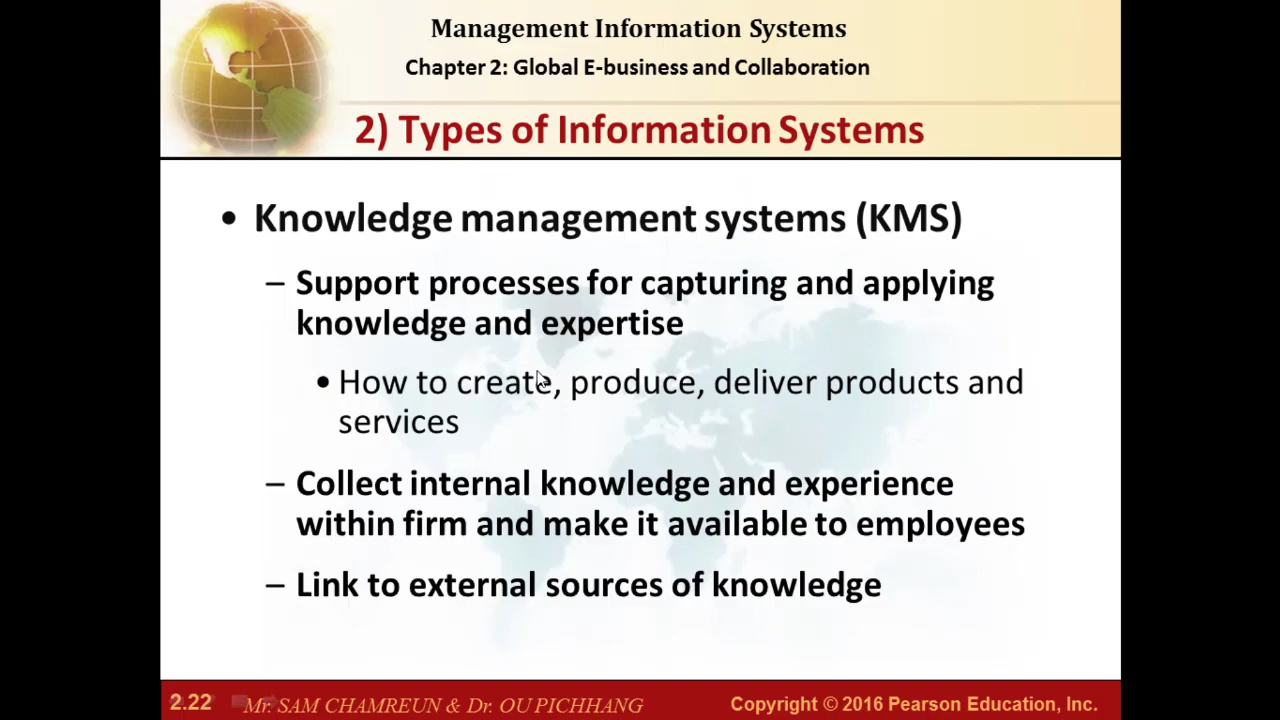 Management Information Systems
Chapter 2: Global E-business and Collaboration
2) Types of Information Systems
• Knowledge management systems (KMS)
– Support processes for capturing and applying
knowledge and expertise
• How to create, produce, deliver products and
services
– Collect internal knowledge and experience
within firm and make it available to employees
– Link to external sources of knowledge
2.22 Mr. SAM CHAMREUN & Dr. OU PICHHANG Copyright © 2016 Pearson Education, Inc.